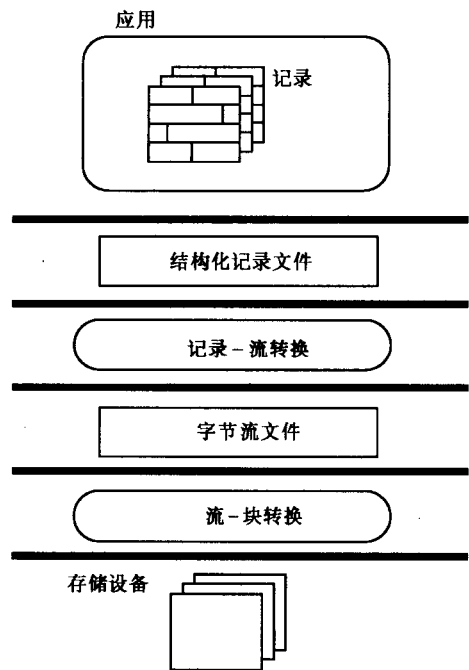 应用
记录
结构化记录文件
记录-流转换
字节流文件
流-块转换
存储设备